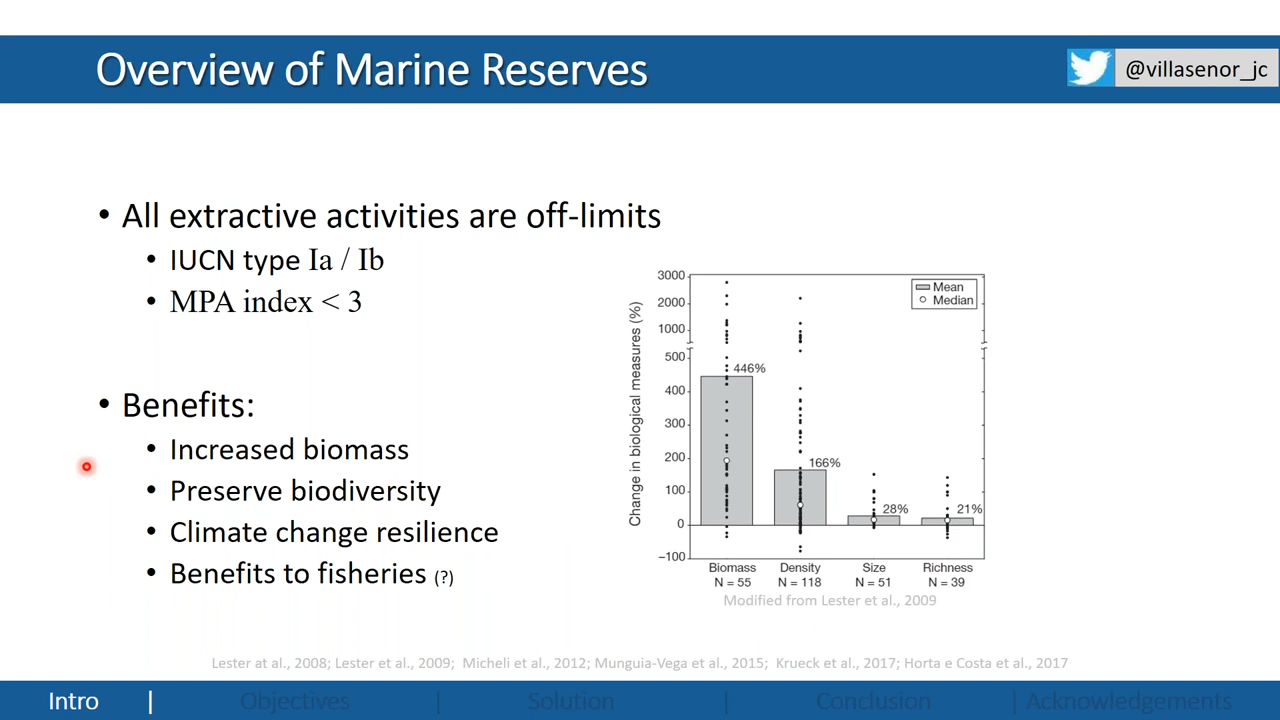 Overview of Marine Reserves
@villasenor_jc
• All extractive activities are off-limits
• IUCN type Ia / Ib
• MPA index < 3
• Benefits:
• Increased biomass
• Preserve biodiversity
• Climate change resilience
• Benefits to fisheries (?)
Change in biological measures (%)
3000
2000
1000
500
400
300
200
100
0
−100
Mean
Median
446%
166%
28%
21%
Biomass Density Size Richness
N = 55 N = 118 N = 51 N = 39
Modified from Lester et al., 2009
Lester at al., 2008; Lester et al., 2009; Micheli et al., 2012; Munguia-Vega et al., 2015; Krueck et al., 2017; Horta e Costa et al., 2017
Intro | Objectives | Solution | Conclusion | Acknowledgements